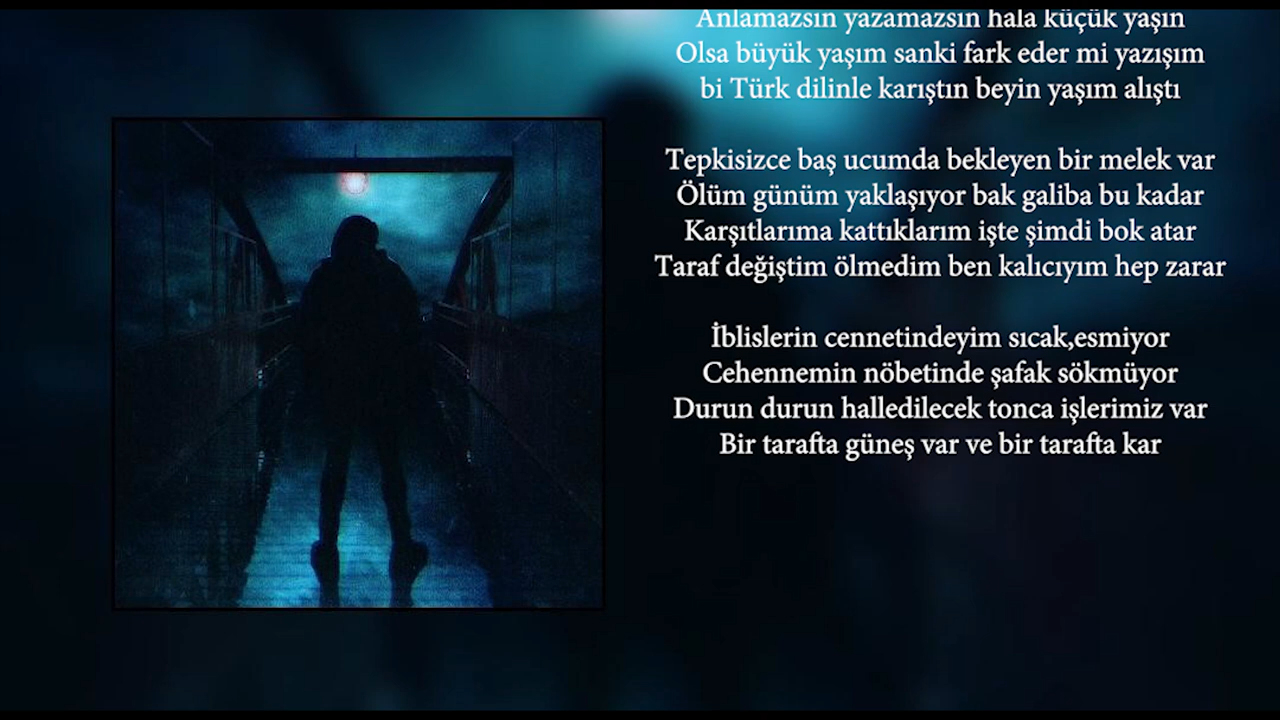 Anlamazsın yazamazsın hala küçük yaşın
Olsa büyük yaşım sanki fark eder mi yazışım
bi Türk dilinle karıştın beyin yaşım alıştı
Tepkisizce baş ucumda bekleyen bir melek var
Ölüm günüm yaklaşıyor bak galiba bu kadar
Karşıtlarıma kattıklarım işte şimdi bok atar
Taraf değiştim ölmedim ben kalıcıyım hep zarar
İblislerin cennetindeyim sıcak,esmiyor
Cehennemin nöbetinde şafak sökmüyor
Durun durun halledilecek tonca işlerimiz var
Bir tarafta güneş var ve bir tarafta kar